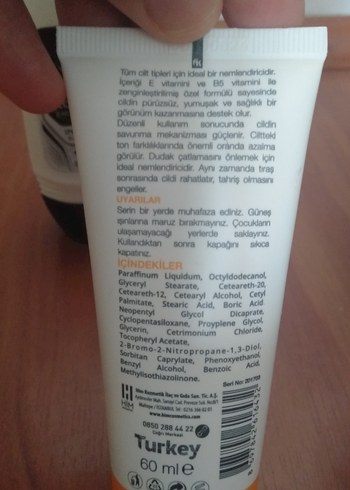 Tüm cilt tipleri için ideal bir nemlendiricidir.
İçeriği E vitamini ve B5 vitamini ile
zenginleştirilmiş özel formülü sayesinde
cildin pürüzsüz, yumuşak ve sağlıklı bir
görünüm kazanmasına destek olur.
Düzenli kullanım sonucunda cildin
savunma mekanizması güçlenir. Ciltteki
ton farklılıklarında önemli oranda azalma
görülür. Dudak çatlamasını önlemek için
ideal nemlendiricidir. Aynı zamanda traş
sonrasında cildi rahatlatır, tahriş olmasını
engeller.
UYARILAR
Serin bir yerde muhafaza ediniz. Güneş
ışınlarına maruz bırakmayınız. Çocukların
ulaşamayacağı yerlerde saklayınız.
Kullandıktan sonra kapağını sıkıca
kapatınız.
İÇİNDEKİLER
Paraffinum Liquidum, Octyldodecanol,
Glyceryl Stearate, Ceteareth-20,
Ceteareth-12, Cetearyl Alcohol, Cetyl
Palmitate, Stearic Acid, Boric Acid
Neopentyl Glycol Dicaprate,
Cyclopentasiloxane, Propylene Glycol,
Glycerin, Cetrimonium Chloride,
Tocopheryl Acetate,
2-Bromo-2-Nitropropane-1,3-Diol,
Sorbitan Caprylate, Phenoxyethanol,
Benzyl Alcohol, Benzoic Acid,
Methylisothiazolinone.
Seri No:
0850 288 44 22
Çağrı Merkezi
Turkey
60 ml e